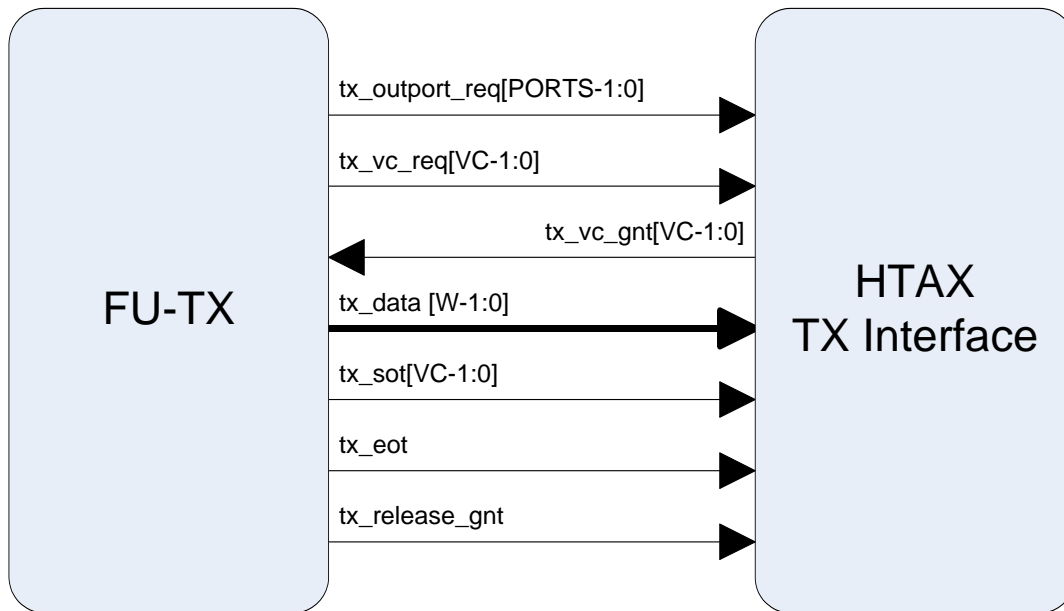 tx_outport_req[PORTS-1:0]
tx_vc_req[VC-1:0]
tx_vc_gnt[VC-1:0]
FU-TX
tx_data [W-1:0]
HTAX
TX Interface
tx_sot[VC-1:0]
tx_eot
tx_release_gnt